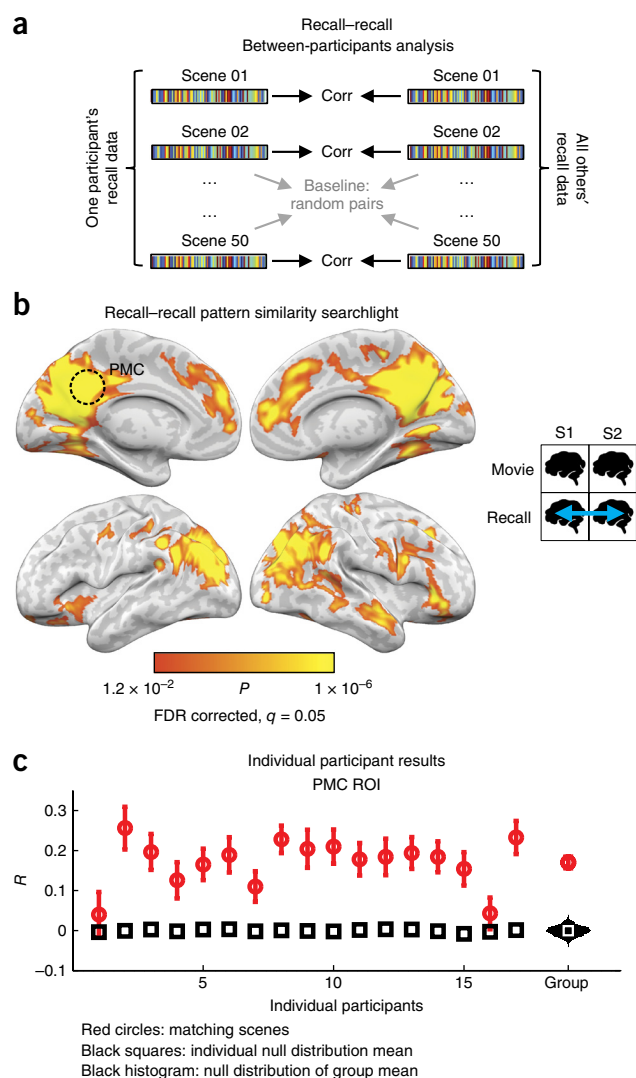 a
Recall–recall
Between-participants analysis
One participant's
recall data
Scene 01
Corr
Scene 01
Scene 02
Corr
Scene 02
...
Baseline:
random pairs
...
...
...
Scene 50
Corr
Scene 50
All others'
recall data
b
Recall–recall pattern similarity searchlight
PMC
S1 S2
Movie
Recall
1.2 × 10⁻² P 1 × 10⁻⁶
FDR corrected, q = 0.05
c
Individual participant results
PMC ROI
R
0.3
0.2
0.1
0
–0.1
5 10 15 Group
Individual participants
Red circles: matching scenes
Black squares: individual null distribution mean
Black histogram: null distribution of group mean